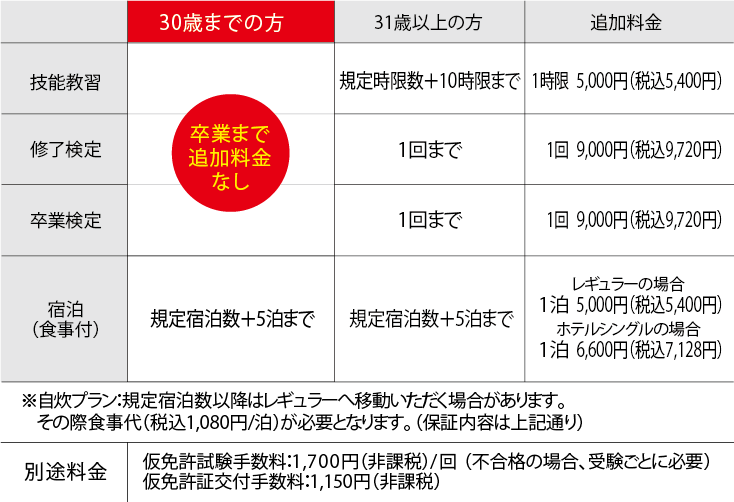 30歳までの方 31歳以上の方 追加料金
技能教習 規定時限数+10時限まで 1時限 5,000円(税込5,400円)
卒業まで
追加料金
なし
修了検定 1回まで 1回 9,000円(税込9,720円)
卒業検定 1回まで 1回 9,000円(税込9,720円)
宿泊
(食事付)
規定宿泊数+5泊まで 規定宿泊数+5泊まで
レギュラーの場合
1泊 5,000円(税込5,400円)
ホテルシングルの場合
1泊 6,600円(税込7,128円)
※自炊プラン:規定宿泊数以降はレギュラーへ移動いただく場合があります。
その際食事代(税込1,080円/泊)が必要となります。(保証内容は上記通り)
別途料金
仮免許試験手数料:1,700円(非課税)/回 (不合格の場合、受験ごとに必要)
仮免許証交付手数料:1,150円(非課税)